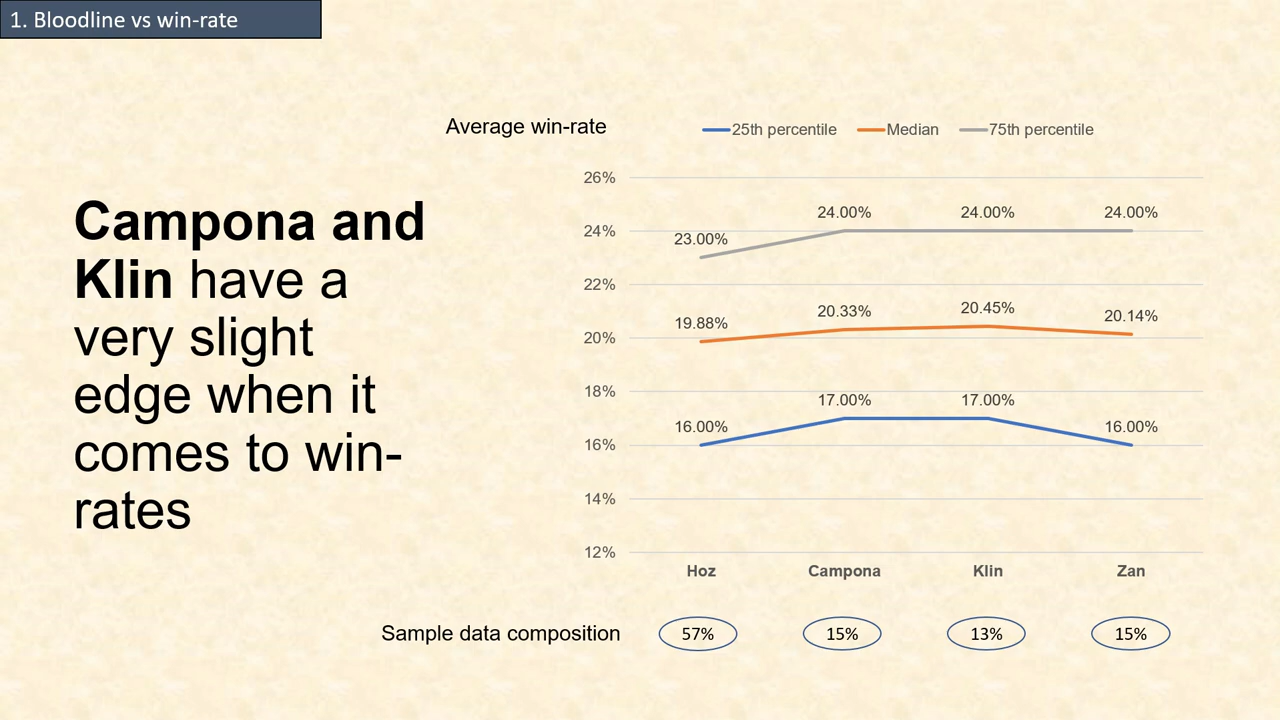 1. Bloodline vs win-rate
Average win-rate
25th percentile Median 75th percentile
Campona and
Klin have a
very slight
edge when it
comes to win-
rates
26%
24%
22%
20%
18%
16%
14%
12%
23.00% 24.00% 24.00% 24.00%
19.88% 20.33% 20.45% 20.14%
16.00% 17.00% 17.00% 16.00%
Hoz Campona Klin Zan
Sample data composition 57% 15% 13% 15%